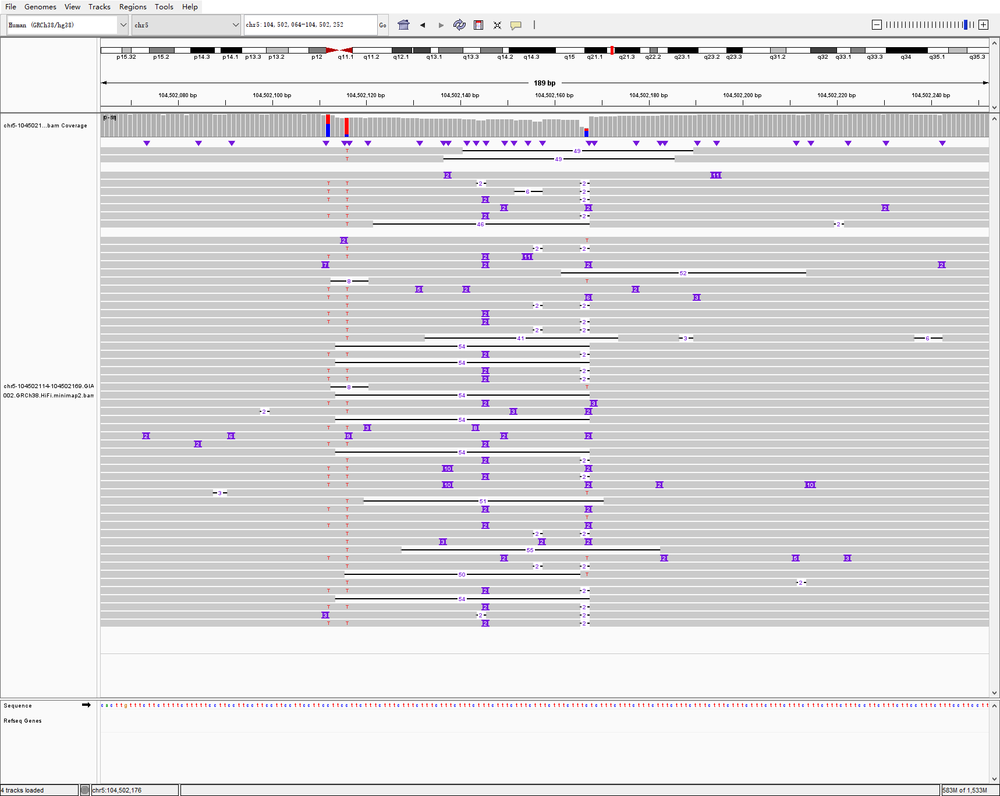 File Genomes View Tracks Regions Tools Help
Human (GRCh38/hg38) chr5 chr5:104,502,064-104,502,252 Go
p15.32 p15.2 p14.3 p14.1 p13.3 p13.2 p12 q11.1 q11.2 q12.1 q13.1 q13.3 q14.2 q14.3 q15 q21.1 q21.3 q22.2 q23.1 q23.2 q23.3 q31.2 q32 q33.1 q33.3 q34 q35.1 q35.3
189 bp
104,502,080 bp 104,502,100 bp 104,502,120 bp 104,502,140 bp 104,502,160 bp 104,502,180 bp 104,502,200 bp 104,502,220 bp 104,502,240 bp
[0-58]
chr5-1045021...bam Coverage
T 49
T 49
2 11
T T 2 2
T T 6 2
T T 2 2
T 2 2 2
T T 2 2
T 46 2
2 T
T 2 2
T T 2 11
7 2 2 2
52
8 T
T T 5 2 2
T T 6 3
T 2 2
T T 2
T T 2 2
T 2 2
T 41 3 6
54
T T 2 2
54
T T 2 2
T T 2 2
chr5-104502114-104502169.GIA
8 T
002.GRCh38.HiFi.minimap2.bam
54
T T 2 3
2 T 3 2
54
T T 3 8
2 6 9 2 2
2 T T 2
54
T 2 2
T T 10 2
T T 2 2
T T 10 2 2 10
3 T
T 51
T T 2 2
T T
T T 2 2
T 2 2
T 3 2 2
T 55
T T 2 T 2 5 3
T 2 2
50 T
T 2
T T 2 2
54
T T 2 2
3 T 2 2
T T 2 2
Sequence
Refseq Genes
4 tracks loaded chr5:104,502,176 583M of 1,533M